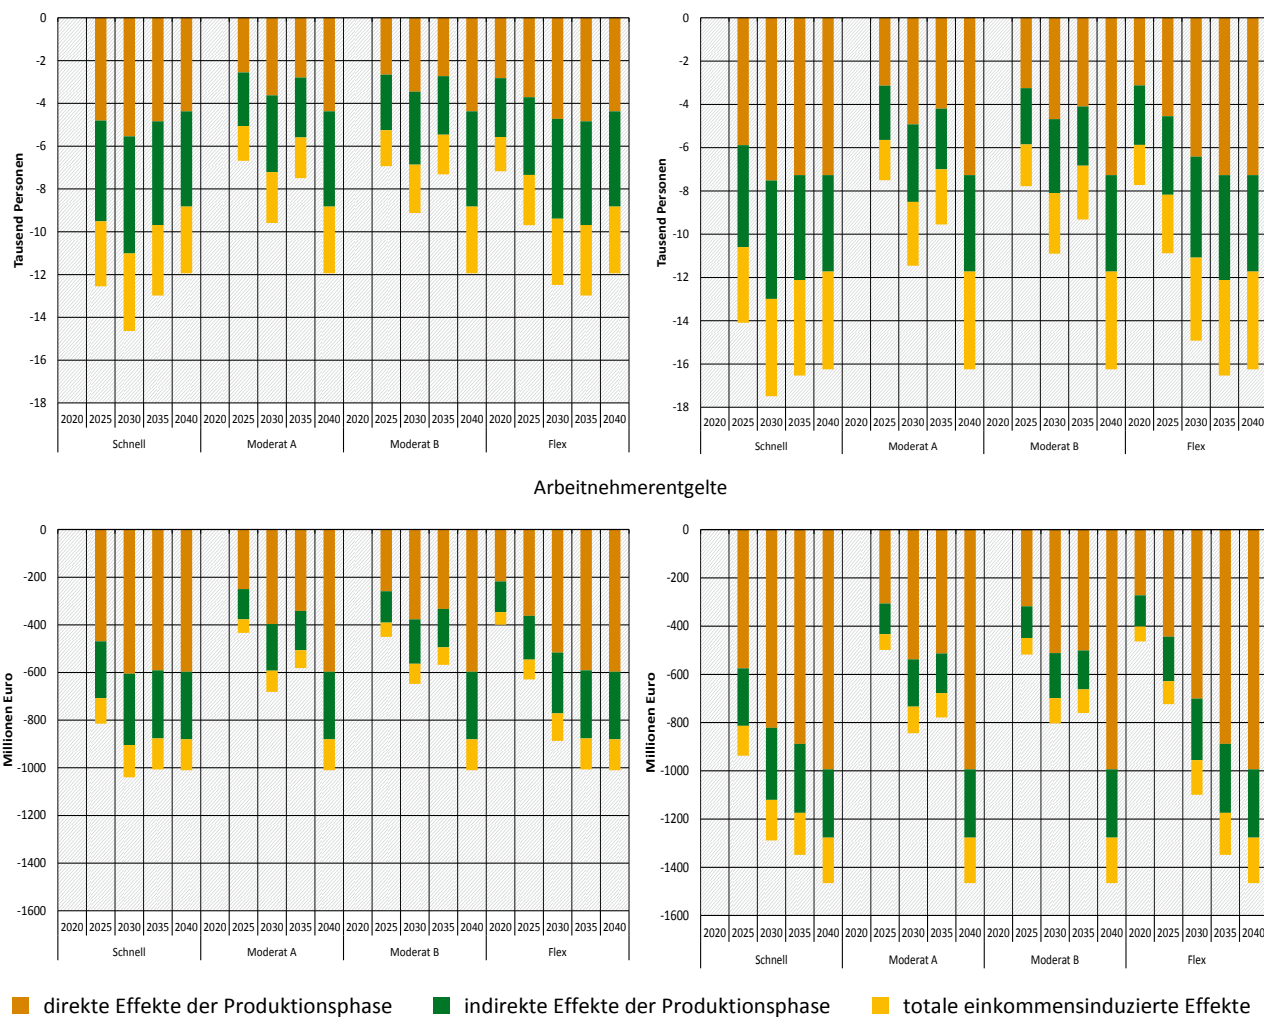 0
-2
-4
-6
-8
-10
-12
-14
-16
-18
Tausend Personen
2020 2025 2030 2035 2040 2020 2025 2030 2035 2040 2020 2025 2030 2035 2040 2020 2025 2030 2035 2040
Schnell Moderat A Moderat B Flex
0
-2
-4
-6
-8
-10
-12
-14
-16
-18
Tausend Personen
2020 2025 2030 2035 2040 2020 2025 2030 2035 2040 2020 2025 2030 2035 2040 2020 2025 2030 2035 2040
Schnell Moderat A Moderat B Flex
Arbeitnehmerentgelte
0
-200
-400
-600
-800
-1000
-1200
-1400
-1600
Millionen Euro
2020 2025 2030 2035 2040 2020 2025 2030 2035 2040 2020 2025 2030 2035 2040 2020 2025 2030 2035 2040
Schnell Moderat A Moderat B Flex
0
-200
-400
-600
-800
-1000
-1200
-1400
-1600
Millionen Euro
2020 2025 2030 2035 2040 2020 2025 2030 2035 2040 2020 2025 2030 2035 2040 2020 2025 2030 2035 2040
Schnell Moderat A Moderat B Flex
direkte Effekte der Produktionsphase indirekte Effekte der Produktionsphase totale einkommensinduzierte Effekte